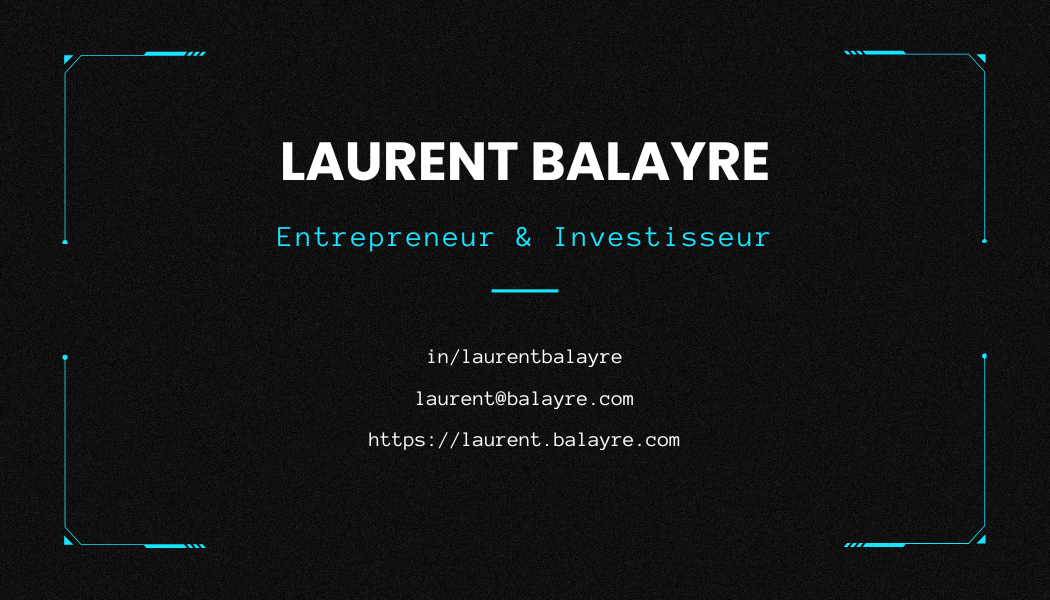 LAURENT BALAYRE
Entrepreneur & Investisseur
in/laurentbalayre
laurent@balayre.com
https://laurent.balayre.com